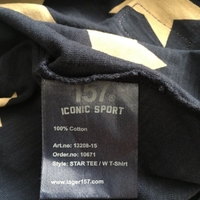 157.
ICONIC SPORT
100% Cotton
Art.no: 13208-15
Order.no: 10671
Style: STAR TEE / W T-Shirt
www.lager157.com